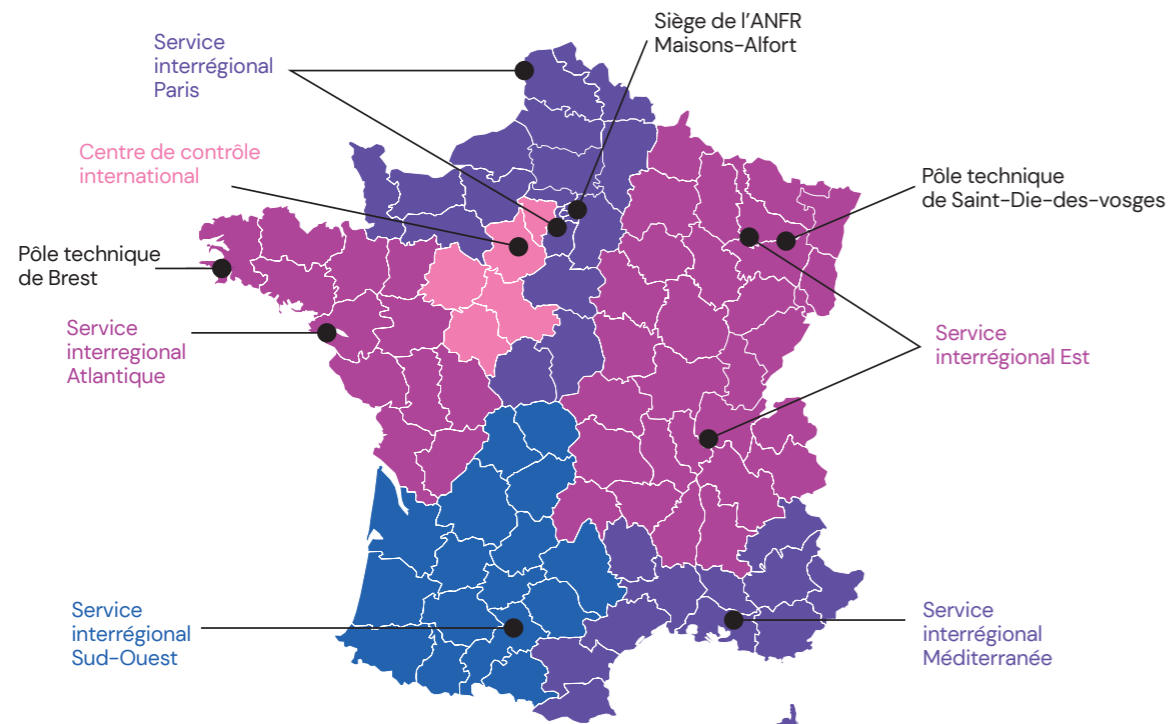 Siège de l’ANFR
Maisons-Alfort
Service
interrégional
Paris
Centre de contrôle
international
Pôle technique
de Saint-Die-des-vosges
Pôle technique
de Brest
Service
interregional
Atlantique
Service
interrégional Est
Service
interrégional
Sud-Ouest
Service
interrégional
Méditerranée